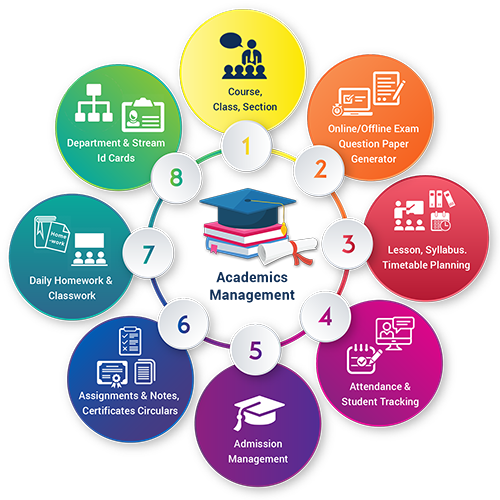 Course,
Class, Section
1
Online/Offline Exam
Question Paper
Generator
2
Lesson, Syllabus.
Timetable Planning
3
Attendance &
Student Tracking
4
Admission
Management
5
Assignments & Notes,
Certificates Circulars
6
Home
-work
Daily Homework &
Classwork
7
Department & Stream
Id Cards
8
Academics
Management